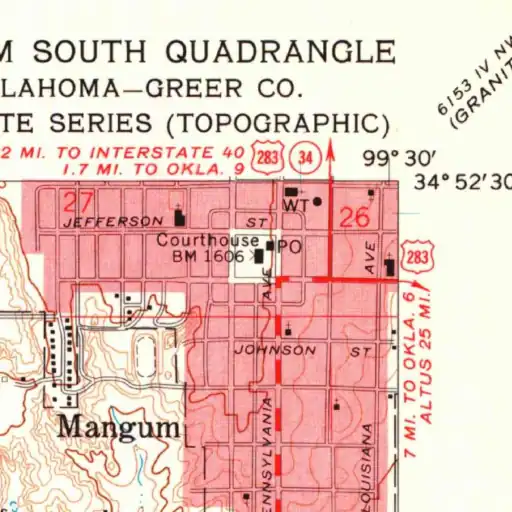 M SOUTH QUADRANGLE
LAHOMA—GREER CO.
TE SERIES (TOPOGRAPHIC)
6153 IV NW
(GRANIT
2 MI. TO INTERSTATE 40
1.7 MI. TO OKLA. 9
283
34
99° 30'
34° 52'30
27
JEFFERSON ST
WT
26
Courthouse
PO
BM 1606
AVE
AVE
283
7 MI. TO OKLA. 6
ALTUS 25 MI.
JOHNSON ST
Mangum
ENNSYLVANIA
LOUISIANA